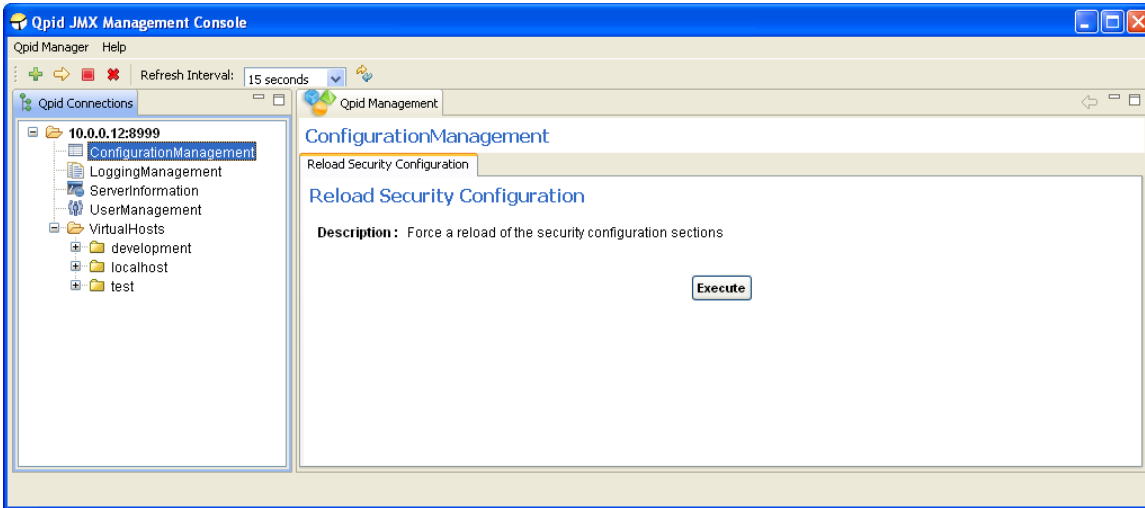 Qpid JMX Management Console
Qpid Manager Help
Refresh Interval: 15 seconds
Qpid Connections
10.0.0.12:8999
ConfigurationManagement
LoggingManagement
ServerInformation
UserManagement
VirtualHosts
development
localhost
test
Qpid Management
ConfigurationManagement
Reload Security Configuration
Reload Security Configuration
Description : Force a reload of the security configuration sections
Execute